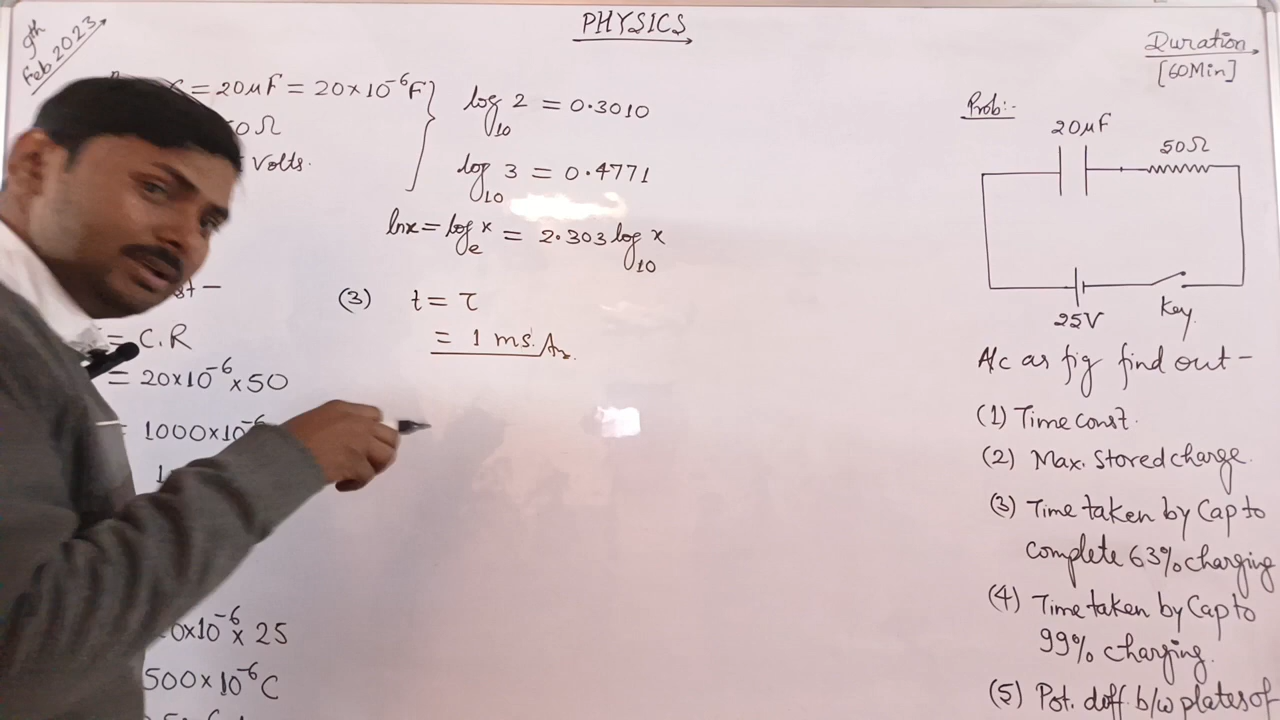 PHYSICS
9th
Feb 2023
Duration
[60Min]
= 20μF = 20×10⁻⁶F
0Ω
Volts.
log₁₀ 2 = 0.3010
log₁₀ 3 = 0.4771
lnx = logₑ x = 2.303 log₁₀ x
= C.R
= 20×10⁻⁶ × 50
= 1000×10⁻⁶
0×10⁻⁶ × 25
500×10⁻⁶ C
(3) t = τ
= 1 ms. Ans.
Prob:-
20μF
50Ω
25V
Key
A/c as fig find out -
(1) Time const.
(2) Max. Stored charge.
(3) Time taken by Cap to
complete 63% charging
(4) Time taken by Cap to
99% charging.
(5) Pot. doff. b/w plates of